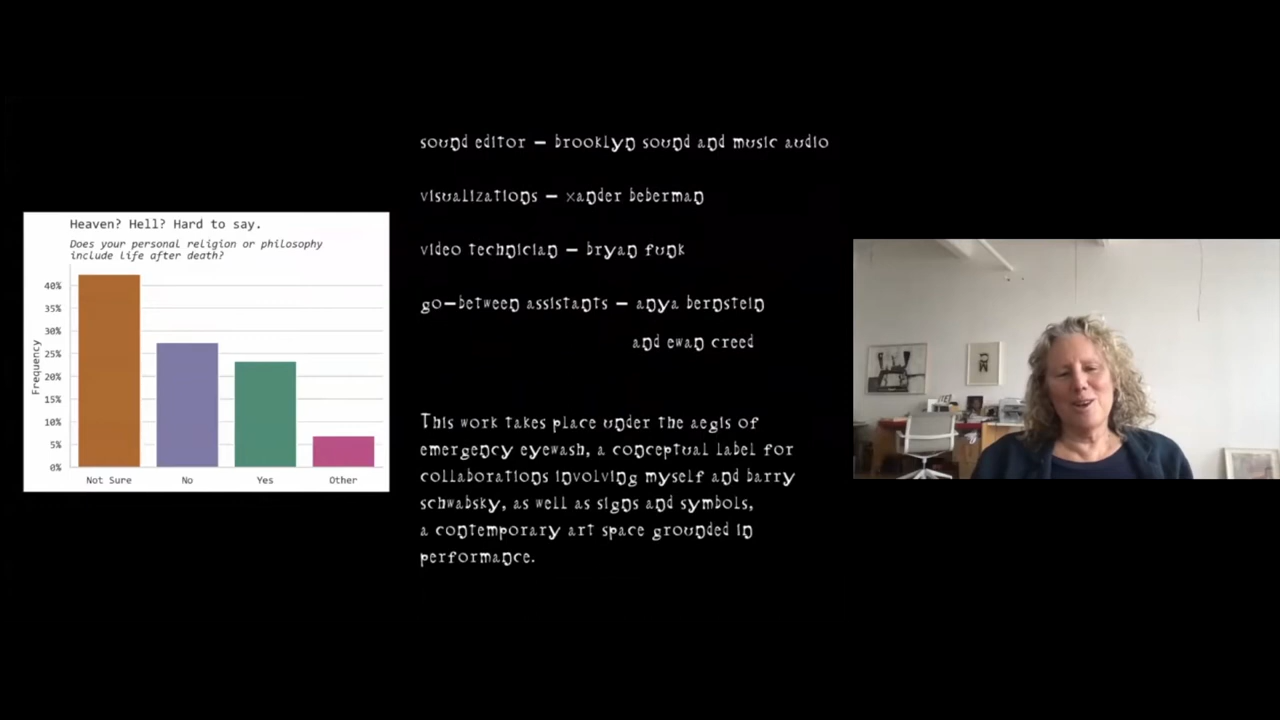 Heaven? Hell? Hard to say.
Does your personal religion or philosophy
include life after death?
Frequency
40%
35%
30%
25%
20%
15%
10%
5%
0%
Not Sure
No
Yes
Other
sound editor – brooklyn sound and music audio
visualizations – xander beberman
video technician – bryan funk
go-between assistants – anya bernstein
and ewan creed
This work takes place under the aegis of
emergency eyewash, a conceptual label for
collaborations involving myself and barry
schwabsky, as well as signs and symbols,
a contemporary art space grounded in
performance.